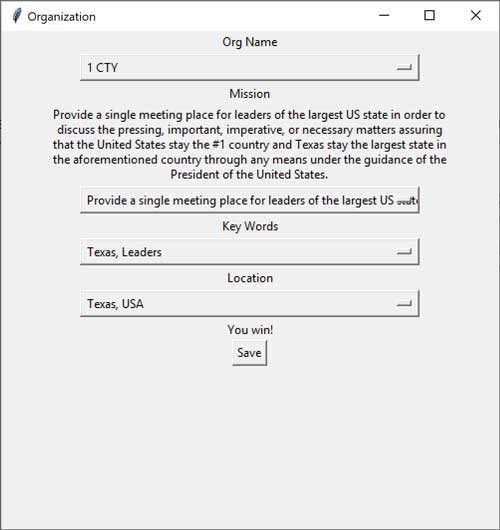 Organization
Org Name
1 CTY
Mission
Provide a single meeting place for leaders of the largest US state in order to
discuss the pressing, important, imperative, or necessary matters assuring
that the United States stay the #1 country and Texas stay the largest state in
the aforementioned country through any means under the guidance of the
President of the United States.
Provide a single meeting place for leaders of the largest US state
Key Words
Texas, Leaders
Location
Texas, USA
You win!
Save